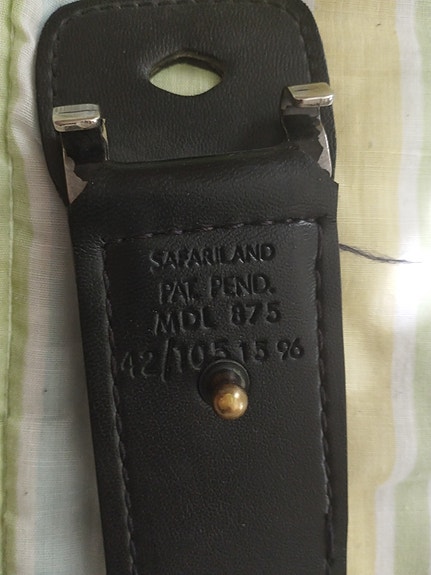 SAFARILAND
PAT. PEND.
MDL 875
42/105 15 96